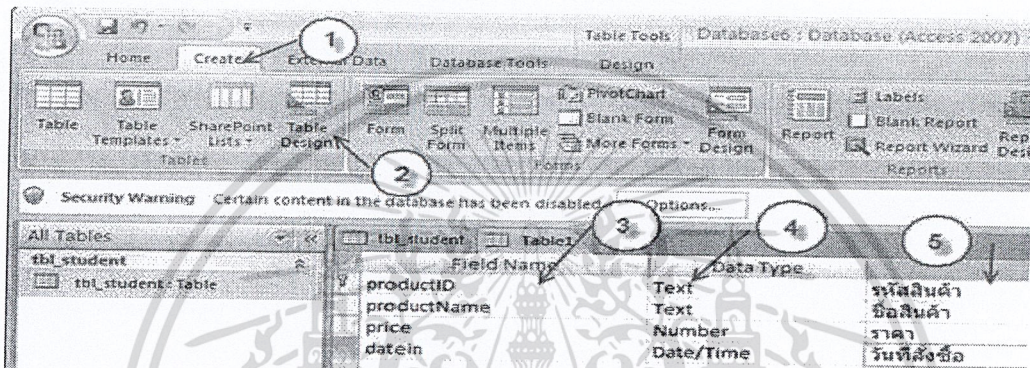 1
Table Tools Database6 : Database (Access 2007)
Home Create External Data Database Tools Design
Table
Table Templates
SharePoint Lists
Table Design
Tables
Form
Split Form
Multiple Items
PivotChart
Blank Form
More Forms
Form Design
Forms
Report
Labels
Blank Report
Report Wizard
Reports
2
Security Warning Certain content in the database has been disabled Options...
All Tables
tbl_student
tbl_student : Table
tbl_student Table1
3 4 5
Field Name Data Type
productID Text รหัสสินค้า
productName Text ชื่อสินค้า
price Number ราคา
datein Date/Time วันที่สั่งซื้อ